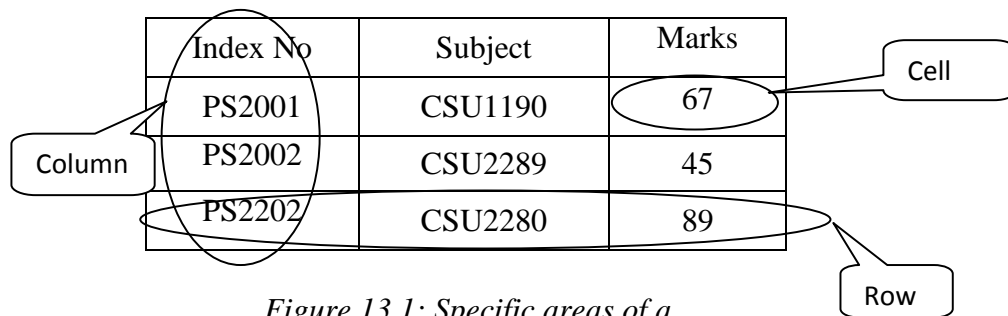 Index No Subject Marks
Cell
PS2001 CSU1190 67
Column
PS2002 CSU2289 45
PS2202 CSU2280 89
Row
Figure 13.1: Specific areas of a